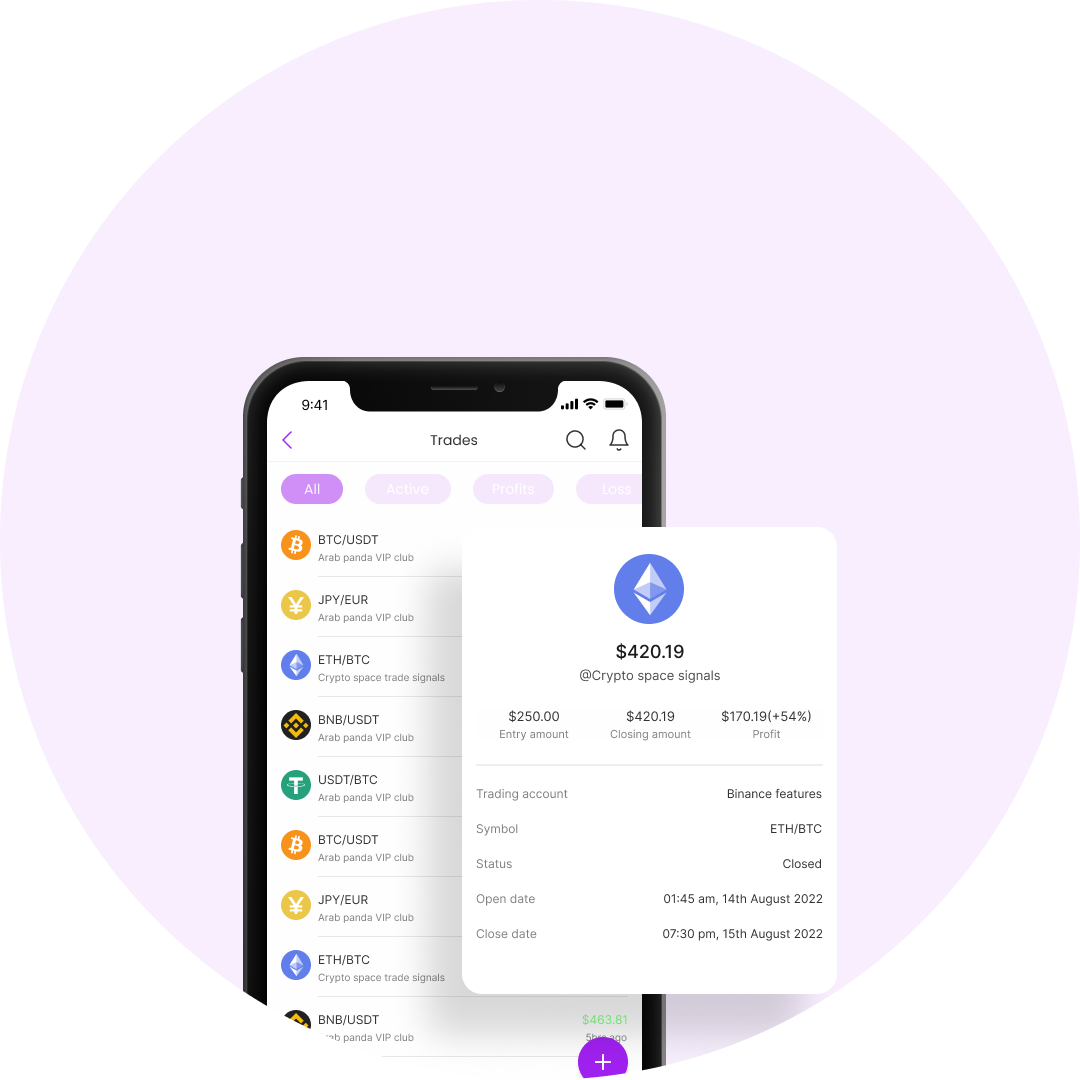 9:41
Trades
All
Active
Profits
Loss
BTC/USDT
Arab panda VIP club
JPY/EUR
Arab panda VIP club
ETH/BTC
Crypto space trade signals
BNB/USDT
Arab panda VIP club
USDT/BTC
Arab panda VIP club
BTC/USDT
Arab panda VIP club
JPY/EUR
Arab panda VIP club
ETH/BTC
Crypto space trade signals
BNB/USDT
$463.81
Arab panda VIP club
5hrs ago
$420.19
@Crypto space signals
$250.00 $420.19 $170.19(+54%)
Entry amount Closing amount Profit
Trading account Binance features
Symbol ETH/BTC
Status Closed
Open date 01:45 am, 14th August 2022
Close date 07:30 pm, 15th August 2022